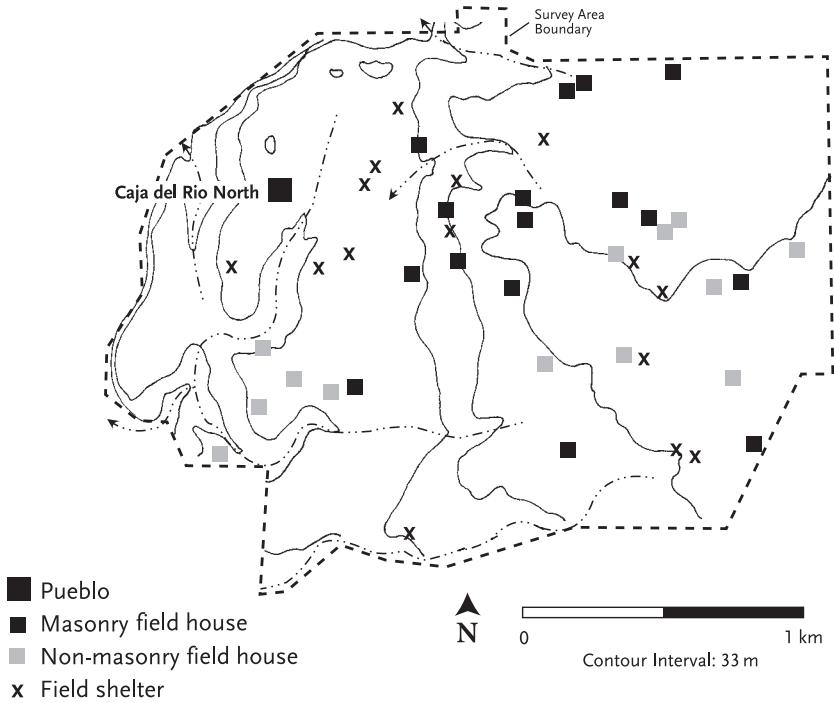 Survey Area
Boundary
Caja del Rio North
Pueblo
Masonry field house
Non-masonry field house
x Field shelter
N
0
1 km
Contour Interval: 33 m